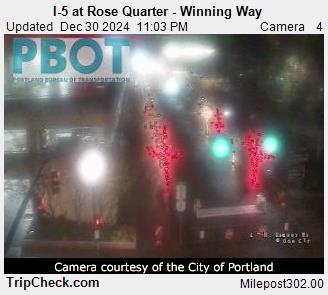 I-5 at Rose Quarter - Winning Way
Updated Dec 30 2024 11:03 PM Camera 4
PBOT
PORTLAND BUREAU OF TRANSPORTATION
Camera courtesy of the City of Portland
TripCheck.com Milepost302.00